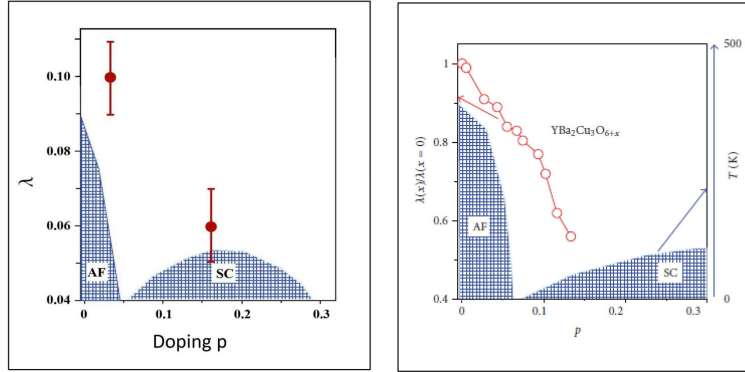 0.10
0.08
0.06
0.04
λ
AF
SC
0
0.1
0.2
0.3
Doping p
1
0.8
0.6
0.4
λ(x)/λ(x = 0)
YBa₂Cu₃O₆₊ₓ
AF
SC
0
0.1
0.2
0.3
p
500
0
T (K)